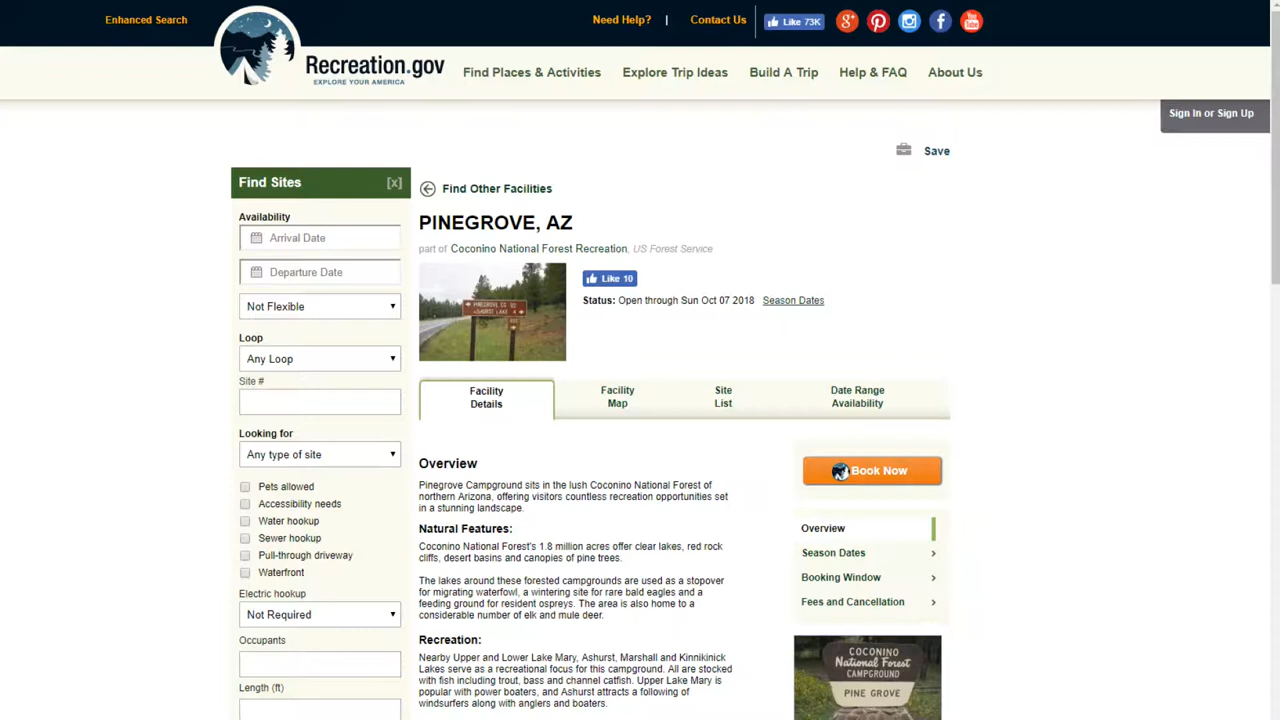 Enhanced Search
Need Help? | Contact Us
Like 73K
Recreation.gov
EXPLORE YOUR AMERICA
Find Places & Activities
Explore Trip Ideas
Build A Trip
Help & FAQ
About Us
Sign In or Sign Up
Save
Find Sites [x]
Availability
Arrival Date
Departure Date
Not Flexible
Loop
Any Loop
Site #
Looking for
Any type of site
Pets allowed
Accessibility needs
Water hookup
Sewer hookup
Pull-through driveway
Waterfront
Electric hookup
Not Required
Occupants
Length (ft)
Find Other Facilities
PINEGROVE, AZ
part of Coconino National Forest Recreation, US Forest Service
Like 10
Status: Open through Sun Oct 07 2018 Season Dates
Facility
Details
Facility
Map
Site
List
Date Range
Availability
Overview
Pinegrove Campground sits in the lush Coconino National Forest of
northern Arizona, offering visitors countless recreation opportunities set
in a stunning landscape.
Natural Features:
Coconino National Forest's 1.8 million acres offer clear lakes, red rock
cliffs, desert basins and canopies of pine trees.
The lakes around these forested campgrounds are used as a stopover
for migrating waterfowl, a wintering site for rare bald eagles and a
feeding ground for resident ospreys. The area is also home to a
considerable number of elk and mule deer.
Recreation:
Nearby Upper and Lower Lake Mary, Ashurst, Marshall and Kinnikinick
Lakes serve as a recreational focus for this campground. All are stocked
with fish including trout, bass and channel catfish. Upper Lake Mary is
popular with power boaters, and Ashurst attracts a following of
windsurfers along with anglers and boaters.
Book Now
Overview
Season Dates
Booking Window
Fees and Cancellation
COCONINO
National Forest
CAMPGROUND
PINE GROVE